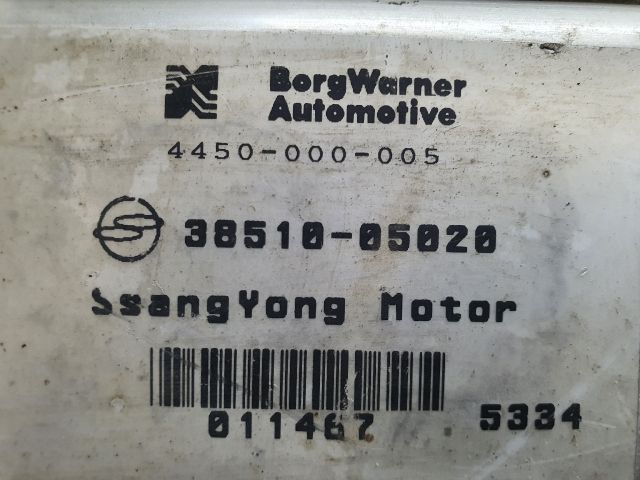 BorgWarner
Automotive
4450-000-005
38510-05020
SsangYong Motor
011467
5334